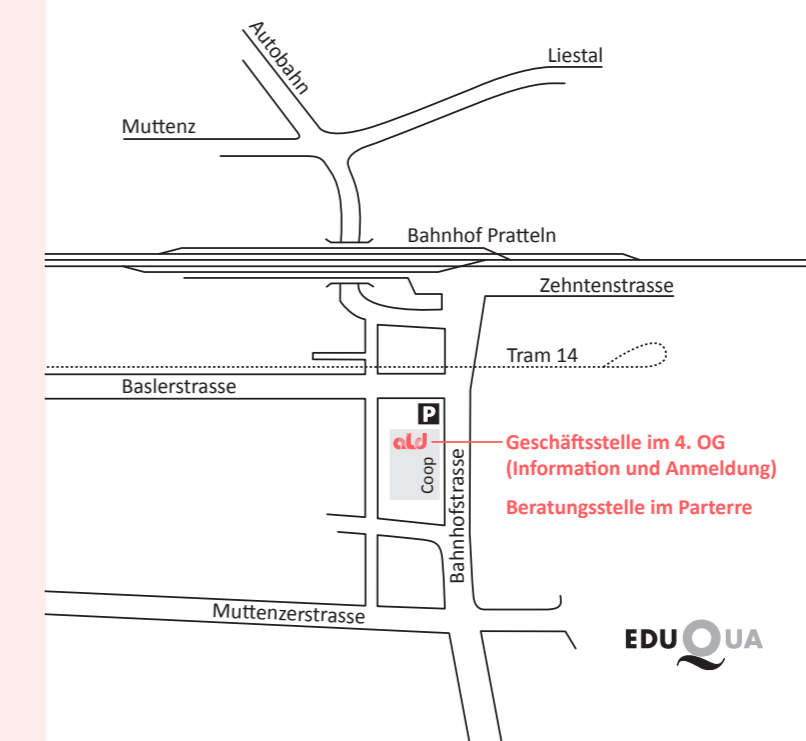 Autobahn
Liestal
Muttenz
Bahnhof Pratteln
Zehntenstrasse
Tram 14
Baslerstrasse
P
ald
Geschäftsstelle im 4. OG
(Information und Anmeldung)
Coop
Bahnhofstrasse
Beratungsstelle im Parterre
Muttenzerstrasse
EDUQUA